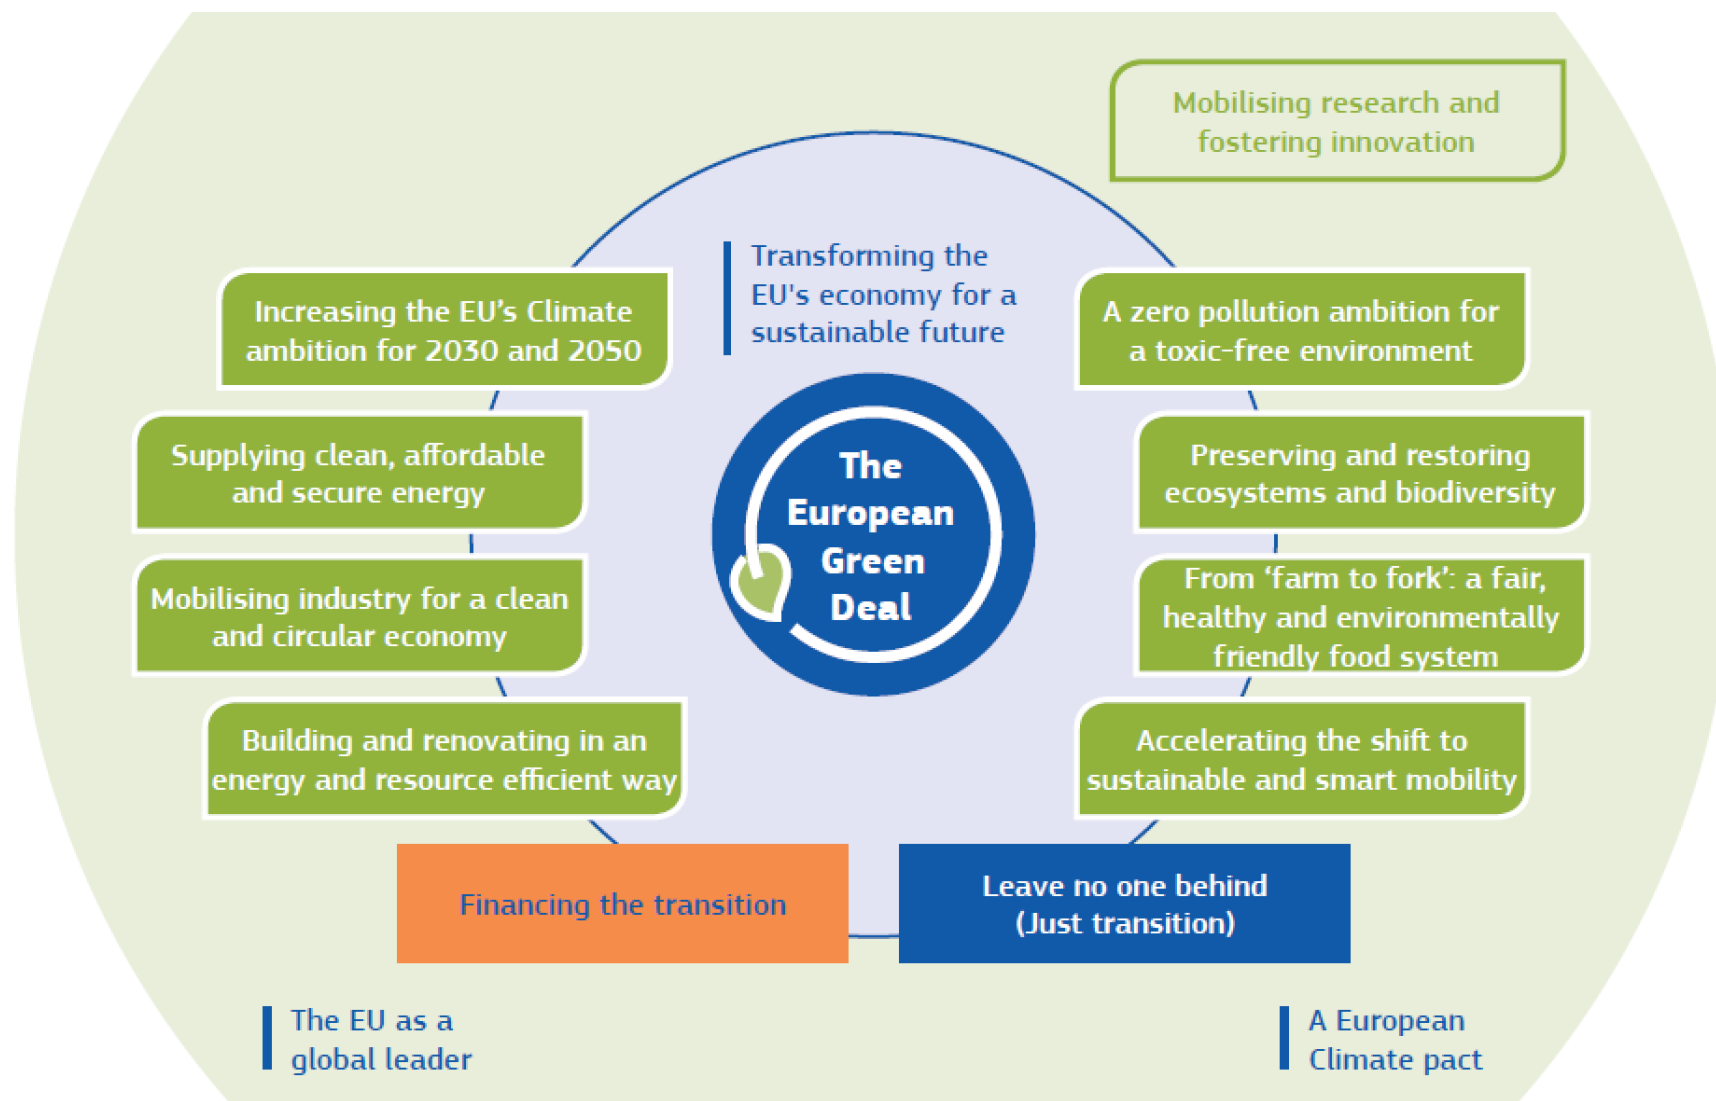 Mobilising research and
fostering innovation
Transforming the
EU's economy for a
sustainable future
Increasing the EU’s Climate
ambition for 2030 and 2050
Supplying clean, affordable
and secure energy
Mobilising industry for a clean
and circular economy
Building and renovating in an
energy and resource efficient way
The
European
Green
Deal
A zero pollution ambition for
a toxic-free environment
Preserving and restoring
ecosystems and biodiversity
From ‘farm to fork’: a fair,
healthy and environmentally
friendly food system
Accelerating the shift to
sustainable and smart mobility
Financing the transition
Leave no one behind
(Just transition)
The EU as a
global leader
A European
Climate pact